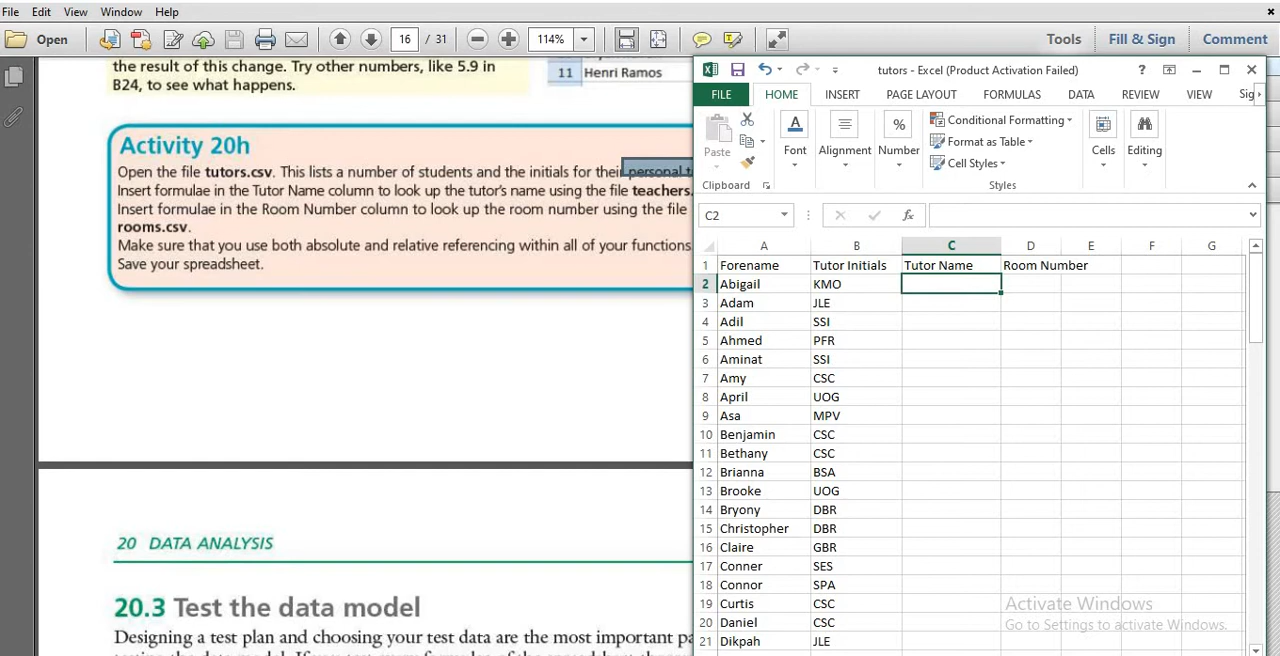 File Edit View Window Help
Open 16 / 31 114% Tools Fill & Sign Comment
the result of this change. Try other numbers, like 5.9 in
B24, to see what happens.
11 Henri Ramos
Activity 20h
Open the file tutors.csv. This lists a number of students and the initials for their personal t
Insert formulae in the Tutor Name column to look up the tutor's name using the file teachers.
Insert formulae in the Room Number column to look up the room number using the file
rooms.csv.
Make sure that you use both absolute and relative referencing within all of your functions
Save your spreadsheet.
20 DATA ANALYSIS
20.3 Test the data model
Designing a test plan and choosing your test data are the most important pa
tutors - Excel (Product Activation Failed)
FILE HOME INSERT PAGE LAYOUT FORMULAS DATA REVIEW VIEW Sig
Paste Font Alignment Number Conditional Formatting Cells Editing
Format as Table
Cell Styles
Clipboard Styles
C2 fx
A B C D E F G
1 Forename Tutor Initials Tutor Name Room Number
2 Abigail KMO
3 Adam JLE
4 Adil SSI
5 Ahmed PFR
6 Aminat SSI
7 Amy CSC
8 April UOG
9 Asa MPV
10 Benjamin CSC
11 Bethany CSC
12 Brianna BSA
13 Brooke UOG
14 Bryony DBR
15 Christopher DBR
16 Claire GBR
17 Conner SES
18 Connor SPA
19 Curtis CSC
20 Daniel CSC
21 Dikpah JLE
Activate Windows
Go to Settings to activate Windows.